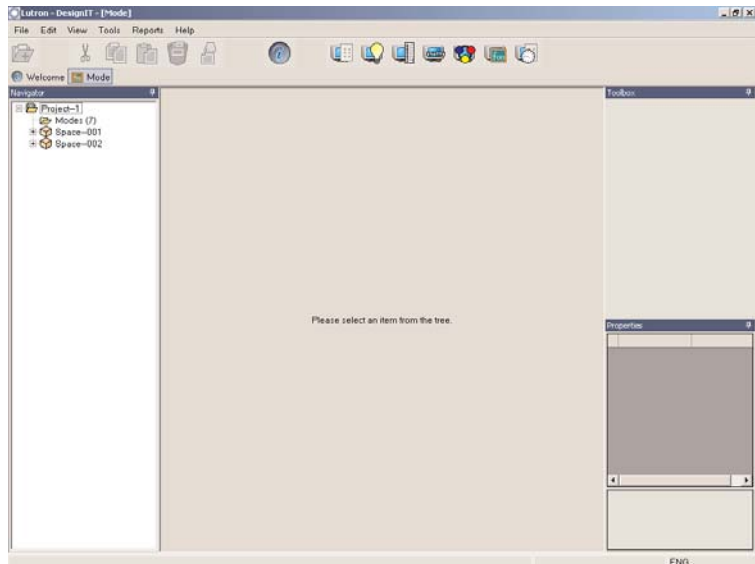 Lutron - DesignIT - [Mode]
File Edit View Tools Reports Help
Welcome Mode
Navigator
Toolbox
Project-1
Modes (7)
Space-001
Space-002
Please select an item from the tree.
Properties
ENG